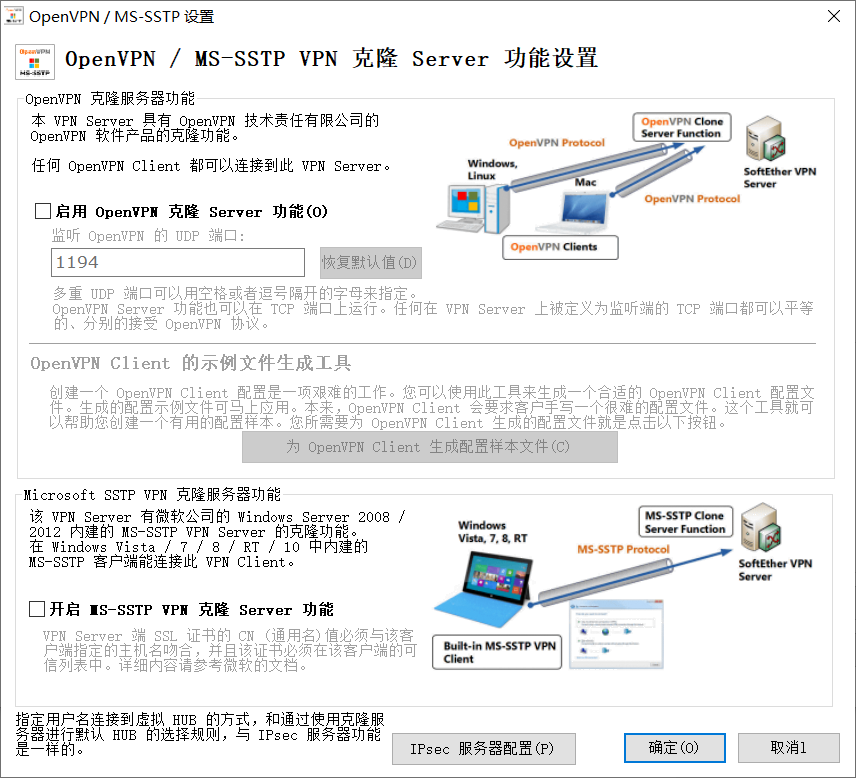 OpenVPN / MS-SSTP 设置
OpenVPN
MS-SSTP
OpenVPN / MS-SSTP VPN 克隆 Server 功能设置
OpenVPN 克隆服务器功能
本 VPN Server 具有 OpenVPN 技术责任有限公司的
OpenVPN 软件产品的克隆功能。
任何 OpenVPN Client 都可以连接到此 VPN Server。
OpenVPN Protocol
OpenVPN Clone
Server Function
Windows,
Linux
Mac
SoftEther VPN
Server
OpenVPN Protocol
OpenVPN Clients
启用 OpenVPN 克隆 Server 功能(O)
监听 OpenVPN 的 UDP 端口:
1194
恢复默认值(D)
多重 UDP 端口可以用空格或者逗号隔开的字母来指定。
OpenVPN Server 功能也可以在 TCP 端口上运行。任何在 VPN Server 上被定义为监听端的 TCP 端口都可以平等
的、分别的接受 OpenVPN 协议。
OpenVPN Client 的示例文件生成工具
创建一个 OpenVPN Client 配置是一项艰难的工作。您可以使用此工具来生成一个合适的 OpenVPN Client 配置文
件。生成的配置示例文件可马上应用。本来，OpenVPN Client 会要求客户手写一个很难的配置文件。这个工具就可
以帮助您创建一个有用的配置样本。您所需要为 OpenVPN Client 生成的配置文件就是点击以下按钮。
为 OpenVPN Client 生成配置样本文件(C)
Microsoft SSTP VPN 克隆服务器功能
该 VPN Server 有微软公司的 Windows Server 2008 /
2012 内建的 MS-SSTP VPN Server 的克隆功能。
在 Windows Vista / 7 / 8 / RT / 10 中内建的
MS-SSTP 客户端能连接此 VPN Client。
Windows
Vista, 7, 8, RT
MS-SSTP Clone
Server Function
MS-SSTP Protocol
SoftEther VPN
Server
Built-in MS-SSTP VPN
Client
开启 MS-SSTP VPN 克隆 Server 功能
VPN Server 端 SSL 证书的 CN (通用名)值必须与该客
户端指定的主机名吻合，并且该证书必须在该客户端的可
信列表中。详细内容请参考微软的文档。
指定用户名连接到虚拟 HUB 的方式，和通过使用克隆服
务器进行默认 HUB 的选择规则，与 IPsec 服务器功能
是一样的。
IPsec 服务器配置(P)
确定(O)
取消l